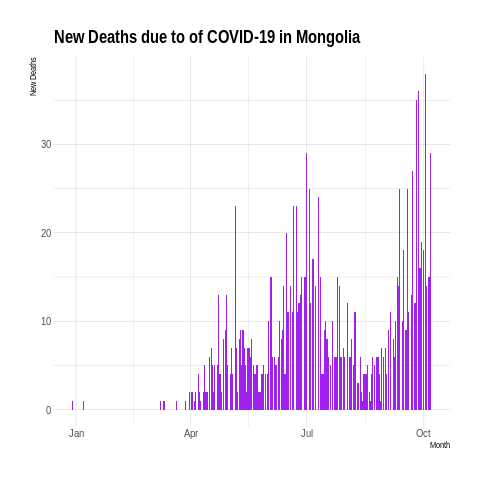 New Deaths due to of COVID-19 in Mongolia
New Deaths
30
20
10
0
Jan
Apr
Jul
Oct
Month